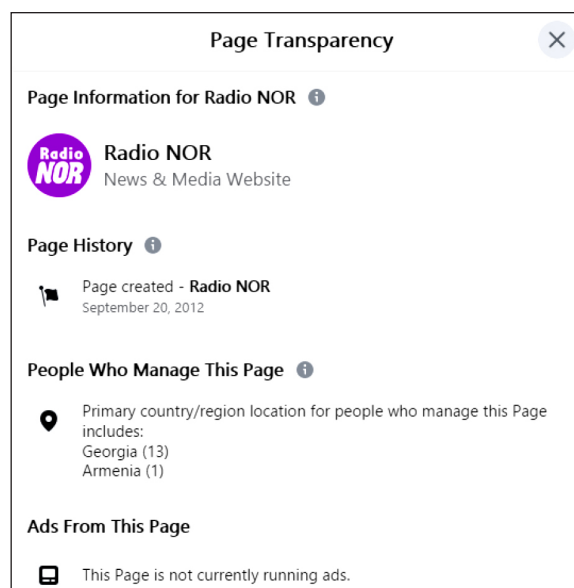 Page Transparency
Page Information for Radio NOR
Radio
NOR
Radio NOR
News & Media Website
Page History
Page created - Radio NOR
September 20, 2012
People Who Manage This Page
Primary country/region location for people who manage this Page
includes:
Georgia (13)
Armenia (1)
Ads From This Page
This Page is not currently running ads.